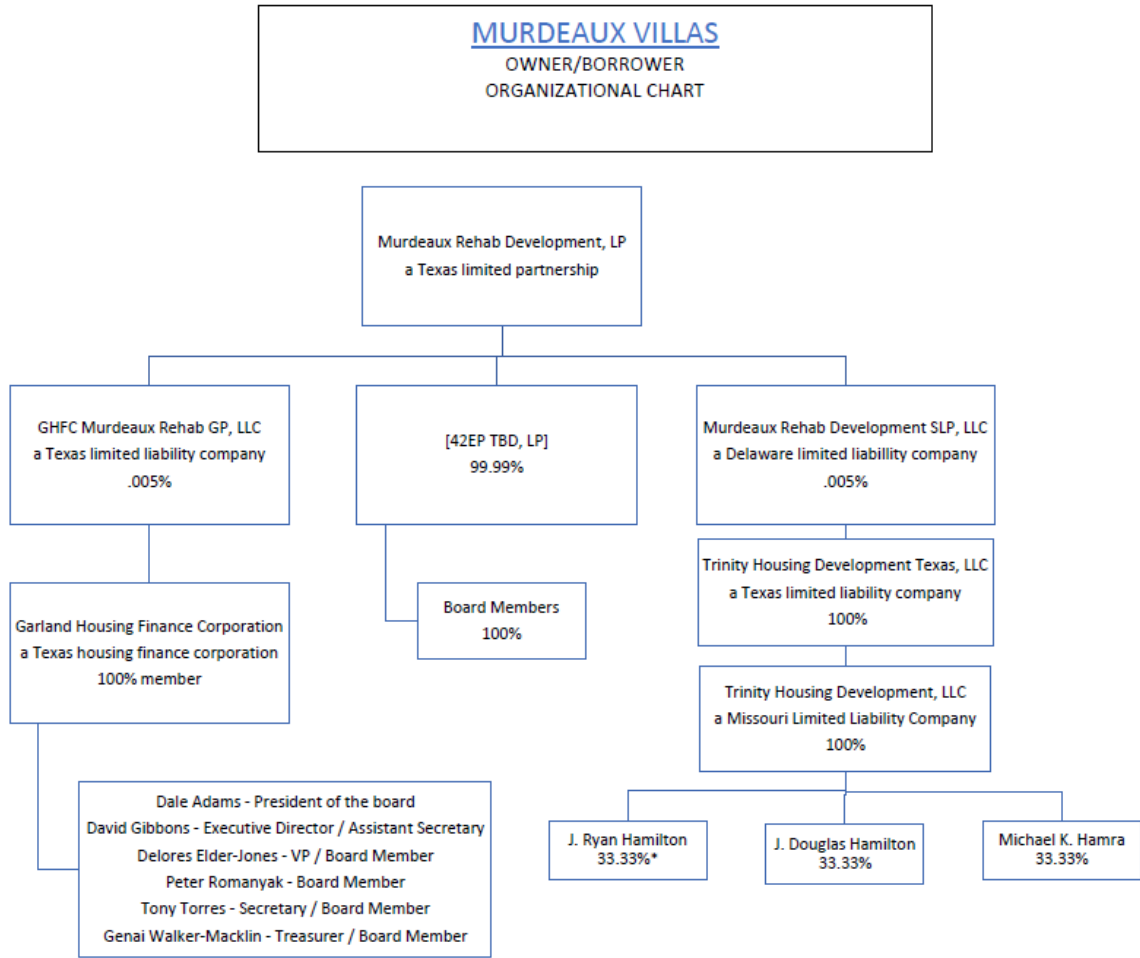 MURDEAUX VILLAS
OWNER/BORROWER
ORGANIZATIONAL CHART
Murdeaux Rehab Development, LP
a Texas limited partnership
GHFC Murdeaux Rehab GP, LLC
a Texas limited liability company
.005%
[42EP TBD, LP]
99.99%
Murdeaux Rehab Development SLP, LLC
a Delaware limited liabillity company
.005%
Garland Housing Finance Corporation
a Texas housing finance corporation
100% member
Board Members
100%
Trinity Housing Development Texas, LLC
a Texas limited liability company
100%
Trinity Housing Development, LLC
a Missouri Limited Liability Company
100%
Dale Adams - President of the board
David Gibbons - Executive Director / Assistant Secretary
Delores Elder-Jones - VP / Board Member
Peter Romanyak - Board Member
Tony Torres - Secretary / Board Member
Genai Walker-Macklin - Treasurer / Board Member
J. Ryan Hamilton
33.33%*
J. Douglas Hamilton
33.33%
Michael K. Hamra
33.33%